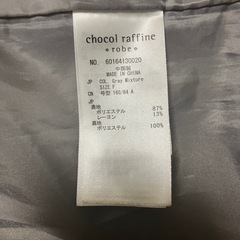 chocol raffine
• robe •
NO. 60164130020
中国製
MADE IN CHINA
JP COL. Gray Mixture
SIZE F
CN 号型 160/84 A
JP
表地
ポリエステル 87%
レーヨン 13%
裏地
ポリエステル 100%